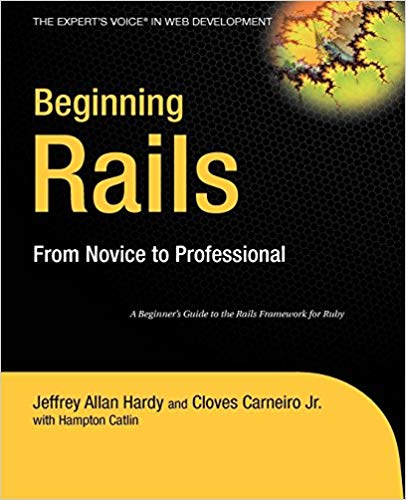 THE EXPERT'S VOICE® IN WEB DEVELOPMENT
Beginning
Rails
From Novice to Professional
A Beginner's Guide to the Rails Framework for Ruby
Jeffrey Allan Hardy and Cloves Carneiro Jr.
with Hampton Catlin